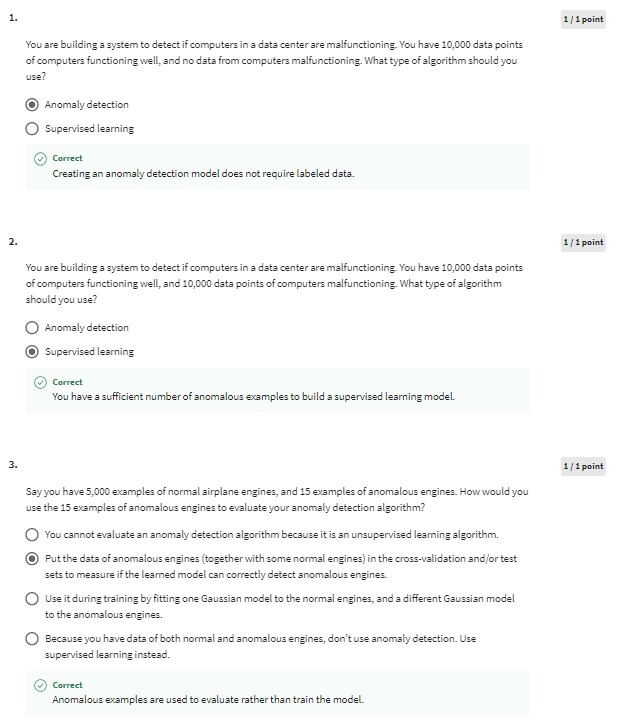 1.
1 / 1 point
You are building a system to detect if computers in a data center are malfunctioning. You have 10,000 data points
of computers functioning well, and no data from computers malfunctioning. What type of algorithm should you
use?
Anomaly detection
Supervised learning
Correct
Creating an anomaly detection model does not require labeled data.
2.
1 / 1 point
You are building a system to detect if computers in a data center are malfunctioning. You have 10,000 data points
of computers functioning well, and 10,000 data points of computers malfunctioning. What type of algorithm
should you use?
Anomaly detection
Supervised learning
Correct
You have a sufficient number of anomalous examples to build a supervised learning model.
3.
1 / 1 point
Say you have 5,000 examples of normal airplane engines, and 15 examples of anomalous engines. How would you
use the 15 examples of anomalous engines to evaluate your anomaly detection algorithm?
You cannot evaluate an anomaly detection algorithm because it is an unsupervised learning algorithm.
Put the data of anomalous engines (together with some normal engines) in the cross-validation and/or test
sets to measure if the learned model can correctly detect anomalous engines.
Use it during training by fitting one Gaussian model to the normal engines, and a different Gaussian model
to the anomalous engines.
Because you have data of both normal and anomalous engines, don't use anomaly detection. Use
supervised learning instead.
Correct
Anomalous examples are used to evaluate rather than train the model.